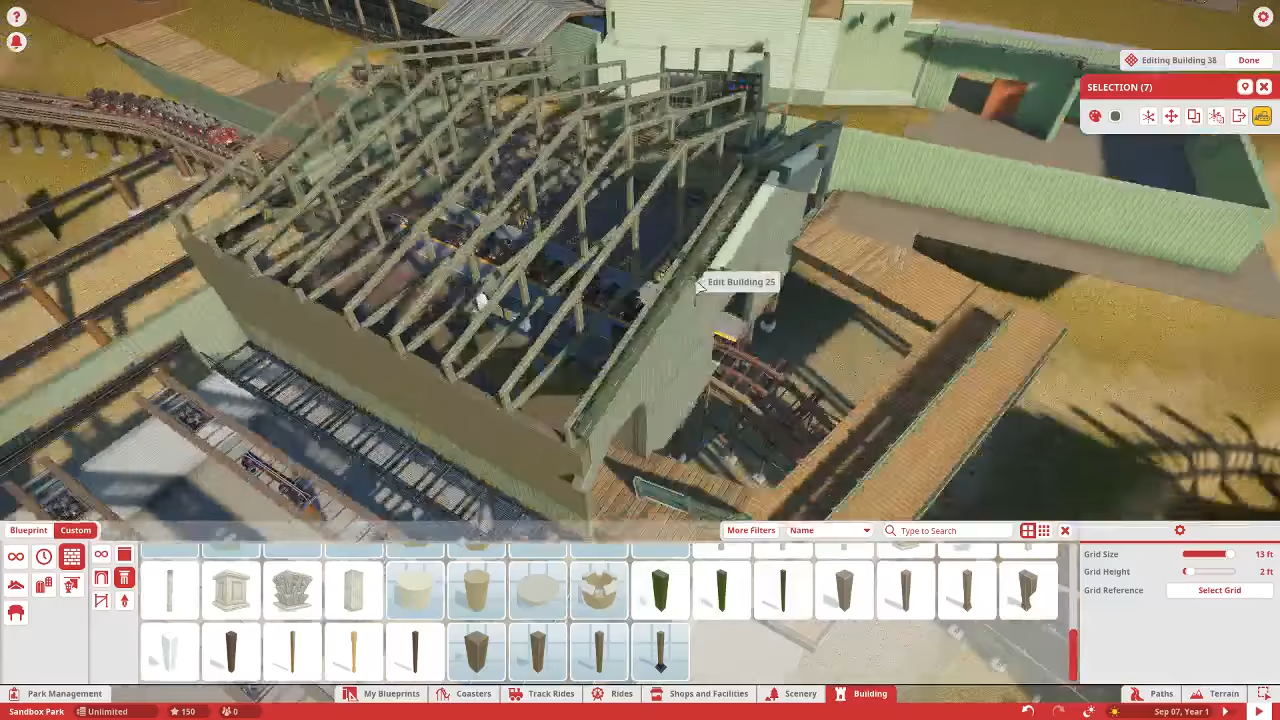 ?
Editing Building 38 Done
SELECTION (7)
Edit Building 25
Blueprint Custom
More Filters Name Type to Search
Grid Size 13 ft
Grid Height 2 ft
Grid Reference Select Grid
Park Management My Blueprints Coasters Track Rides Rides Shops and Facilities Scenery Building Paths Terrain
Sandbox Park Unlimited 150 0 Sep 07, Year 1